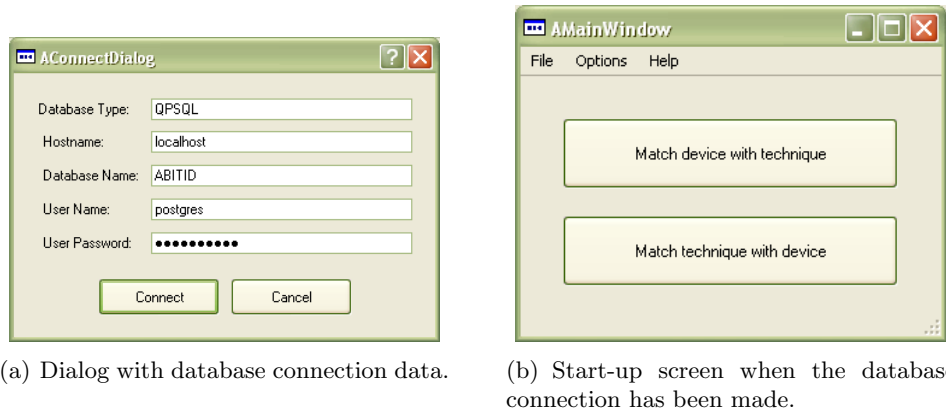 AConnectDialog
Database Type: QPSQL
Hostname: localhost
Database Name: ABITID
User Name: postgres
User Password: ●●●●●●●●●●
Connect Cancel
(a) Dialog with database connection data.
AMainWindow
File Options Help
Match device with technique
Match technique with device
(b) Start-up screen when the database
connection has been made.